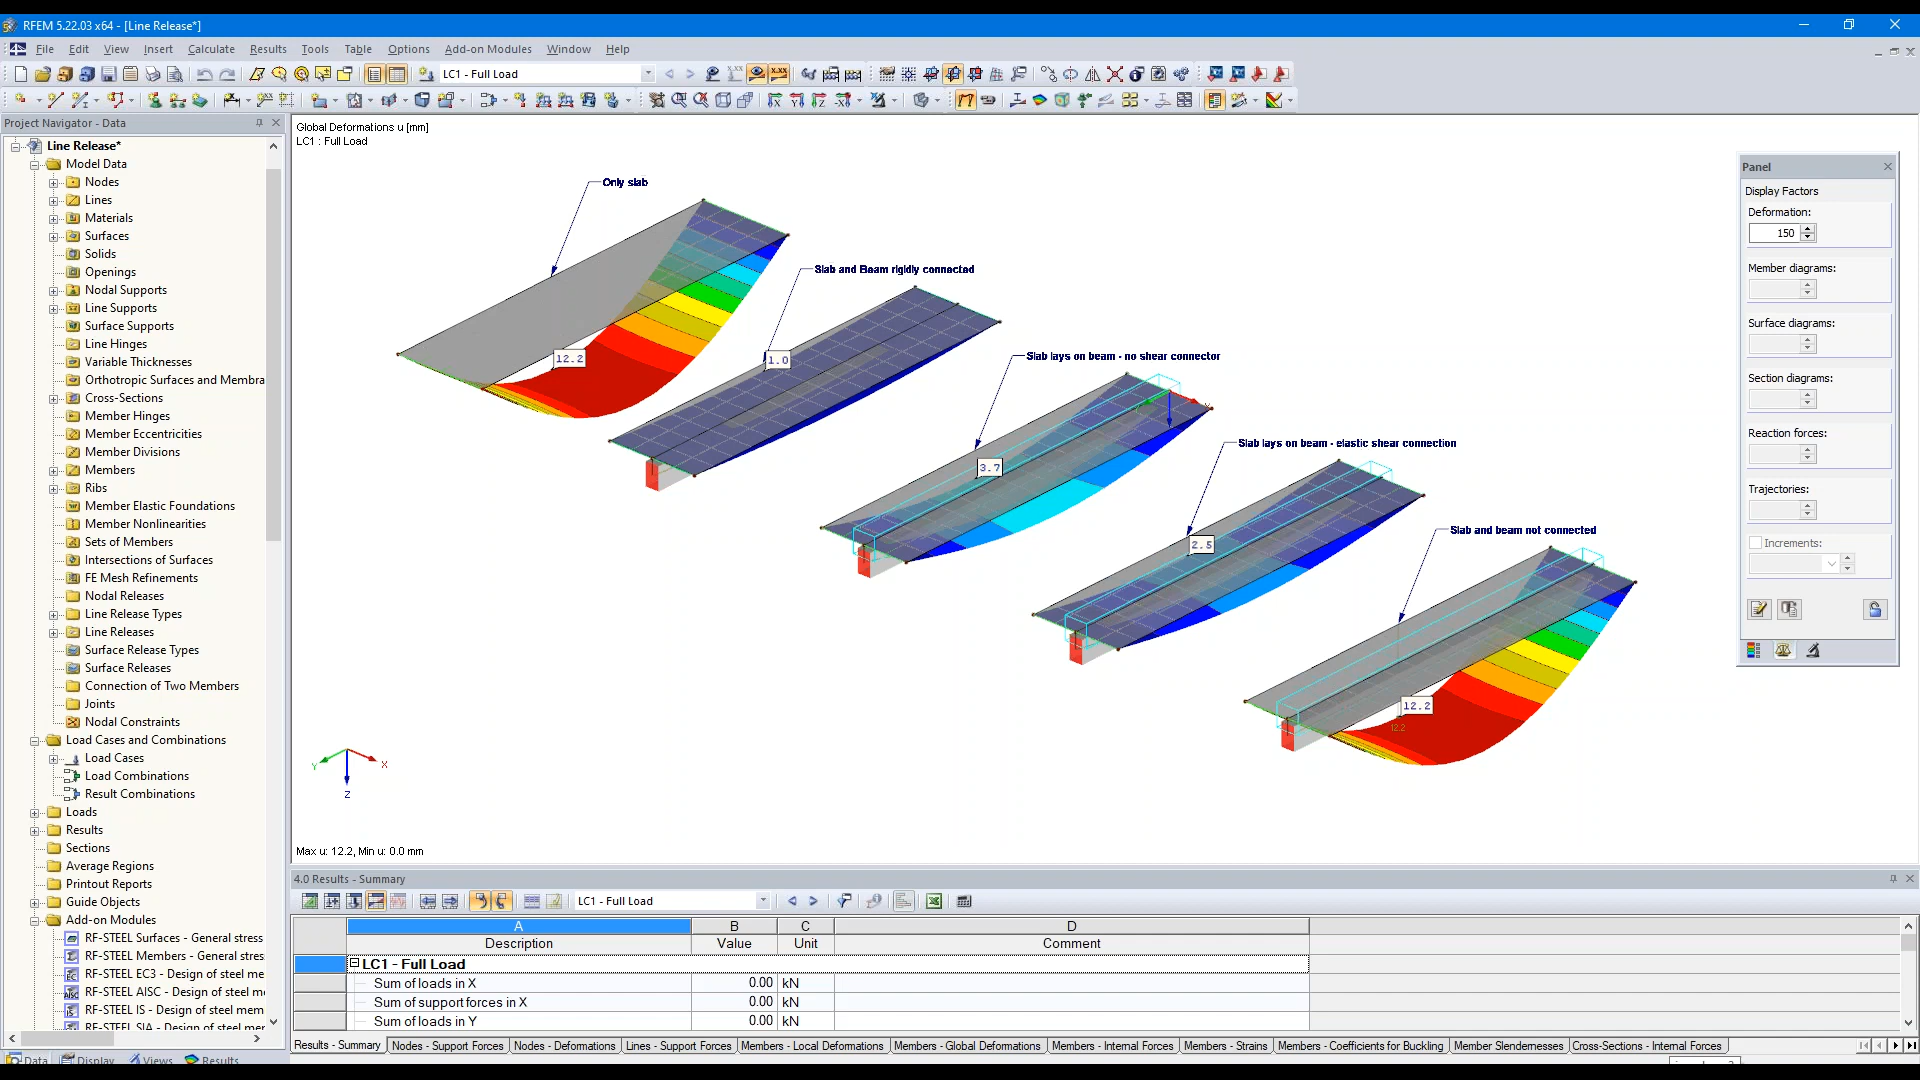 RFEM 5.22.03 x64 - [Line Release*]
File Edit View Insert Calculate Results Tools Table Options Add-on Modules Window Help
LC1 - Full Load
Project Navigator - Data
Line Release*
Model Data
Nodes
Lines
Materials
Surfaces
Solids
Openings
Nodal Supports
Line Supports
Surface Supports
Line Hinges
Variable Thicknesses
Orthotropic Surfaces and Membra
Cross-Sections
Member Hinges
Member Eccentricities
Member Divisions
Members
Ribs
Member Elastic Foundations
Member Nonlinearities
Sets of Members
Intersections of Surfaces
FE Mesh Refinements
Nodal Releases
Line Release Types
Line Releases
Surface Release Types
Surface Releases
Connection of Two Members
Joints
Nodal Constraints
Load Cases and Combinations
Load Cases
Load Combinations
Result Combinations
Loads
Results
Sections
Average Regions
Printout Reports
Guide Objects
Add-on Modules
RF-STEEL Surfaces - General stress
RF-STEEL Members - General stres
RF-STEEL EC3 - Design of steel me
RF-STEEL AISC - Design of steel m
RF-STEEL IS - Design of steel mem
RF-STEEL SIA - Design of steel mer
Data Display Views Results
Global Deformations u [mm]
LC1 : Full Load
Only slab
12.2
Slab and Beam rigidly connected
1.0
Slab lays on beam - no shear connector
3.7
Slab lays on beam - elastic shear connection
2.5
Slab and beam not connected
12.2
12.2
Y X
Z
Max u: 12.2, Min u: 0.0 mm
Panel
Display Factors
Deformation:
150
Member diagrams:
Surface diagrams:
Section diagrams:
Reaction forces:
Trajectories:
Increments:
4.0 Results - Summary
LC1 - Full Load
A B C D
Description Value Unit Comment
LC1 - Full Load
Sum of loads in X 0.00 kN
Sum of support forces in X 0.00 kN
Sum of loads in Y 0.00 kN
Results - Summary Nodes - Support Forces Nodes - Deformations Lines - Support Forces Members - Local Deformations Members - Global Deformations Members - Internal Forces Members - Strains Members - Coefficients for Buckling Member Slendernesses Cross-Sections - Internal Forces